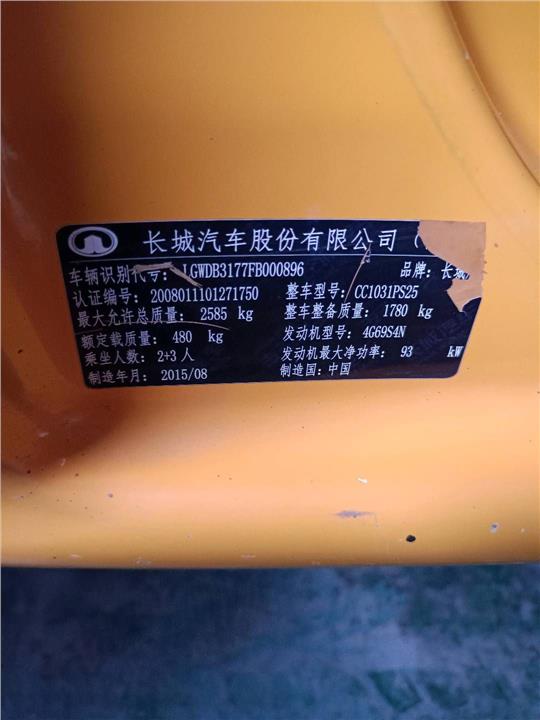 长城汽车股份有限公司（
车辆识别代号：LGWDB3177FB000896 品牌：长城
认证编号：2008011101271750 整车型号：CC1031PS25
最大允许总质量：2585 kg 整车整备质量：1780 kg
额定载质量：480 kg 发动机型号：4G69S4N
乘坐人数：2+3 人 发动机最大净功率：93 kW
制造年月：2015/08 制造国：中国